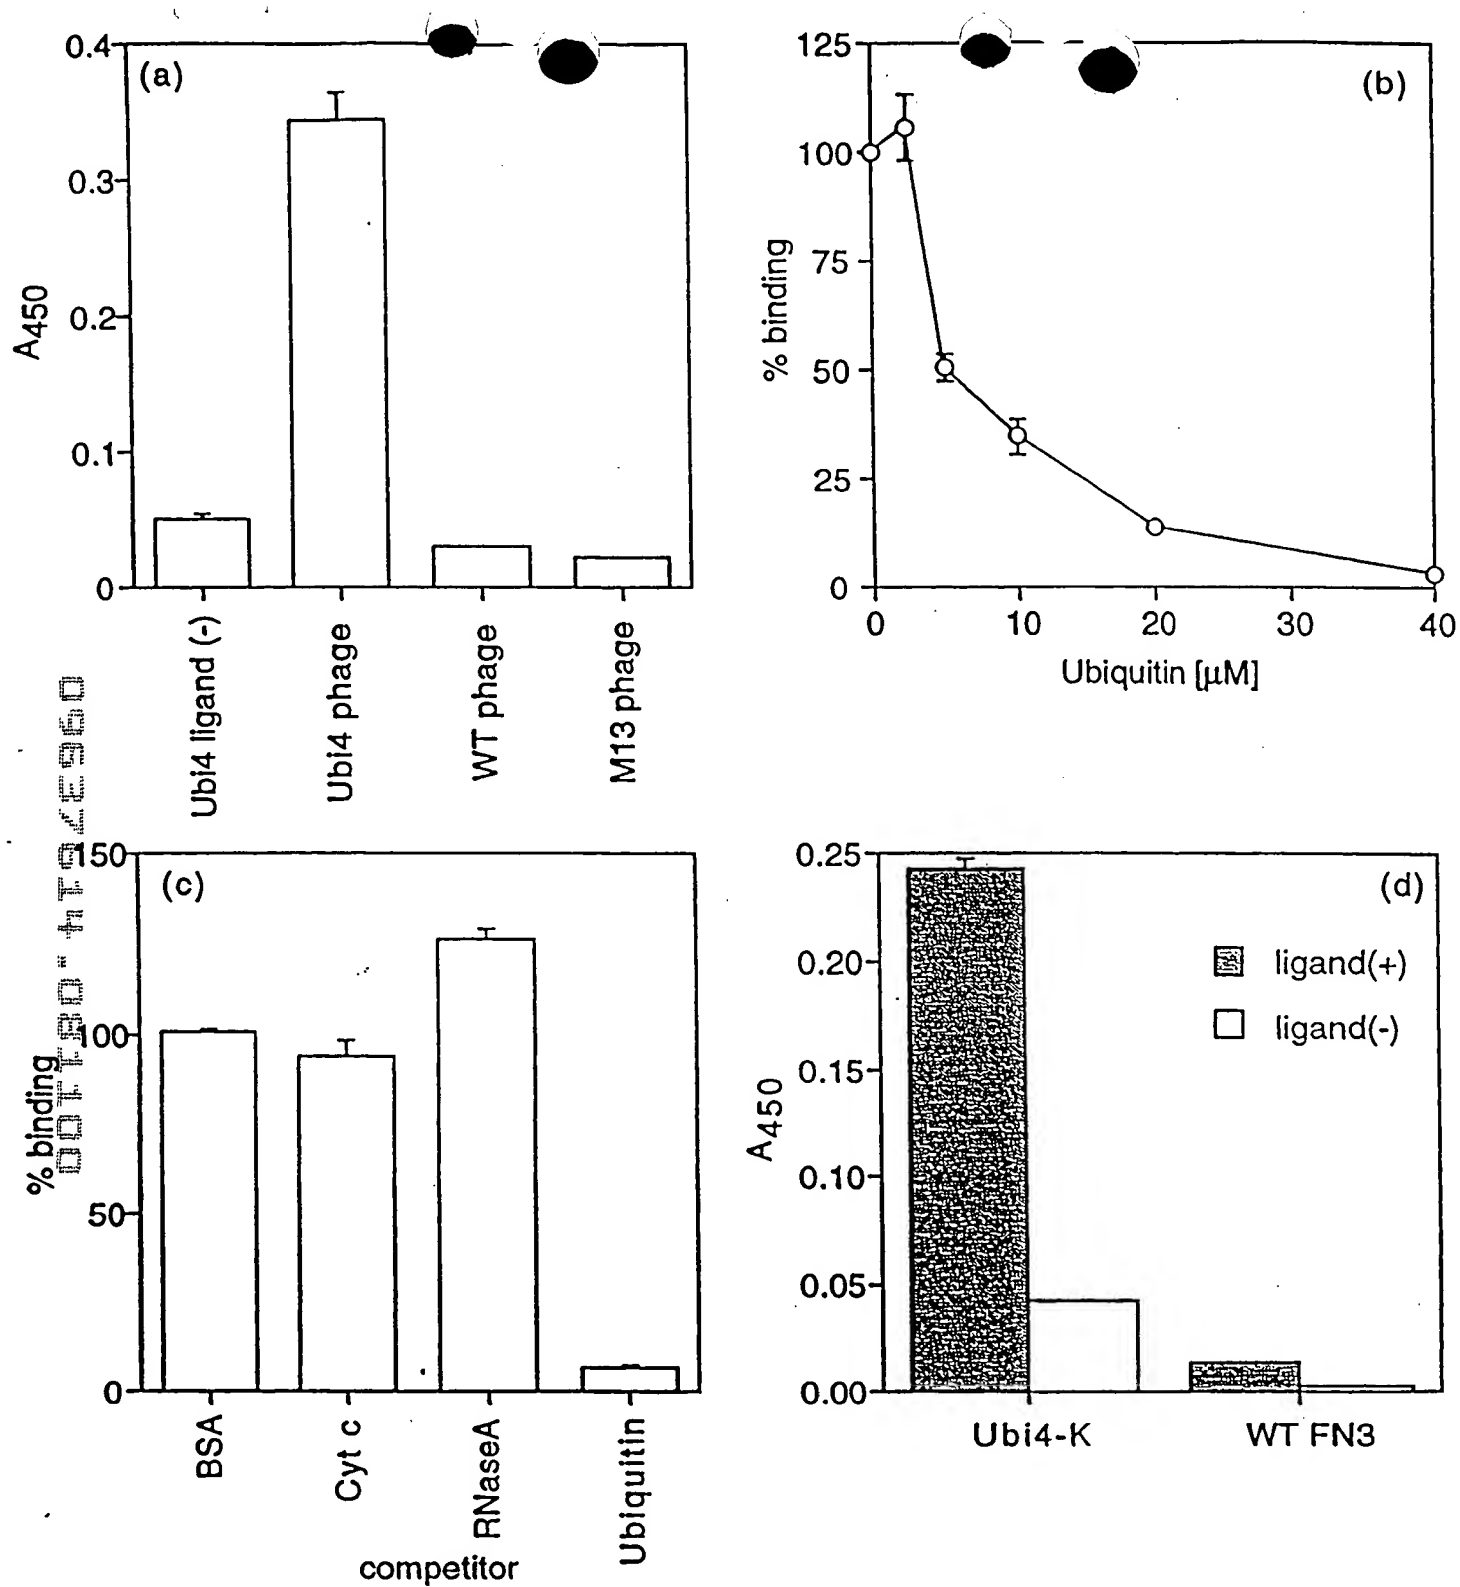 (a)
0.4
0.3
0.2
0.1
0
A450
Ubi4 ligand (-)
Ubi4 phage
WT phage
M13 phage
(b)
125
100
75
50
25
0
% binding
0 10 20 30 40
Ubiquitin [μM]
(c)
150
100
50
0
% binding
BSA
Cyt c
RNaseA
Ubiquitin
competitor
(d)
0.25
0.20
0.15
0.10
0.05
0.00
A450
ligand(+)
ligand(-)
Ubi4-K
WT FN3